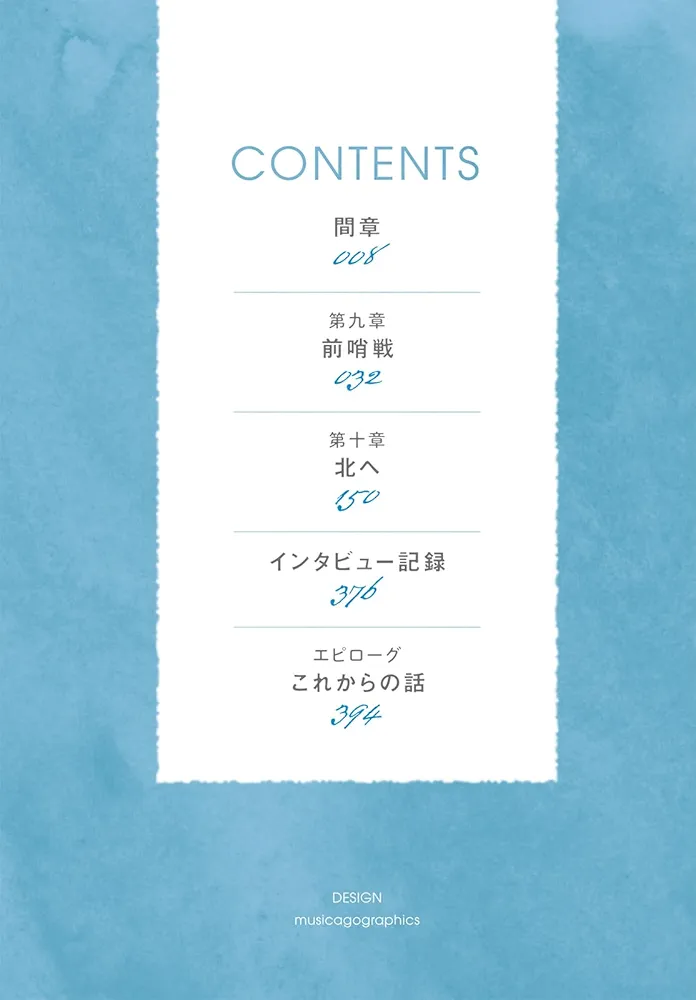 CONTENTS
間章
008
第九章
前哨戦
032
第十章
北へ
150
インタビュー記録
376
エピローグ
これからの話
394
DESIGN
musicagographics